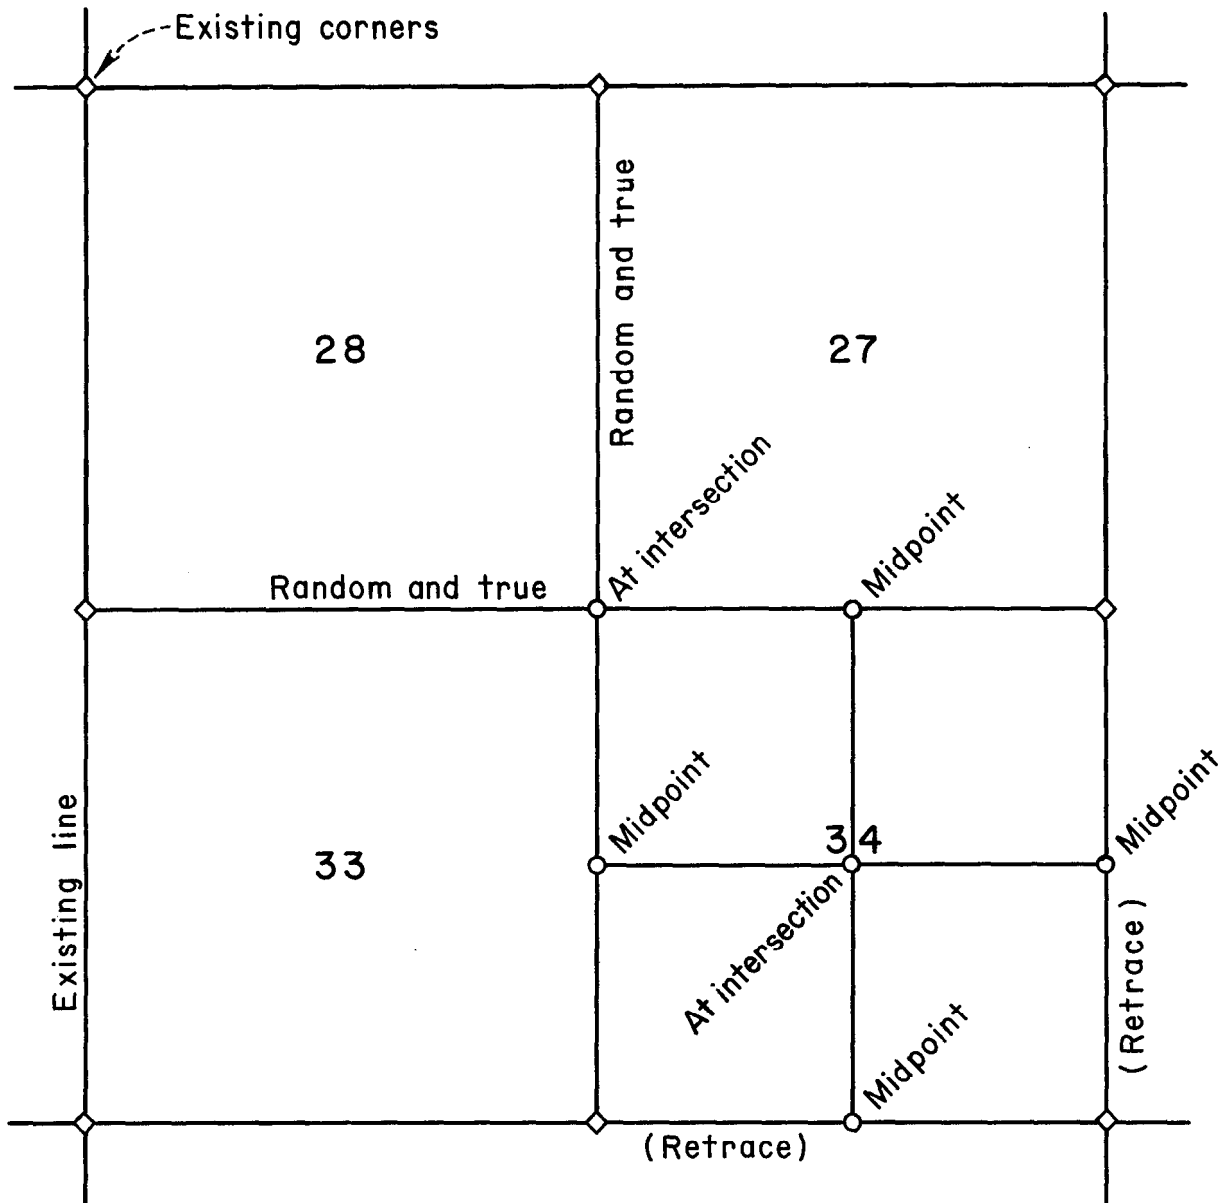 Existing corners
Random and true
28
27
At intersection
Midpoint
Random and true
Midpoint
Midpoint
Existing line
33
34
At intersection
(Retrace)
Midpoint
(Retrace)